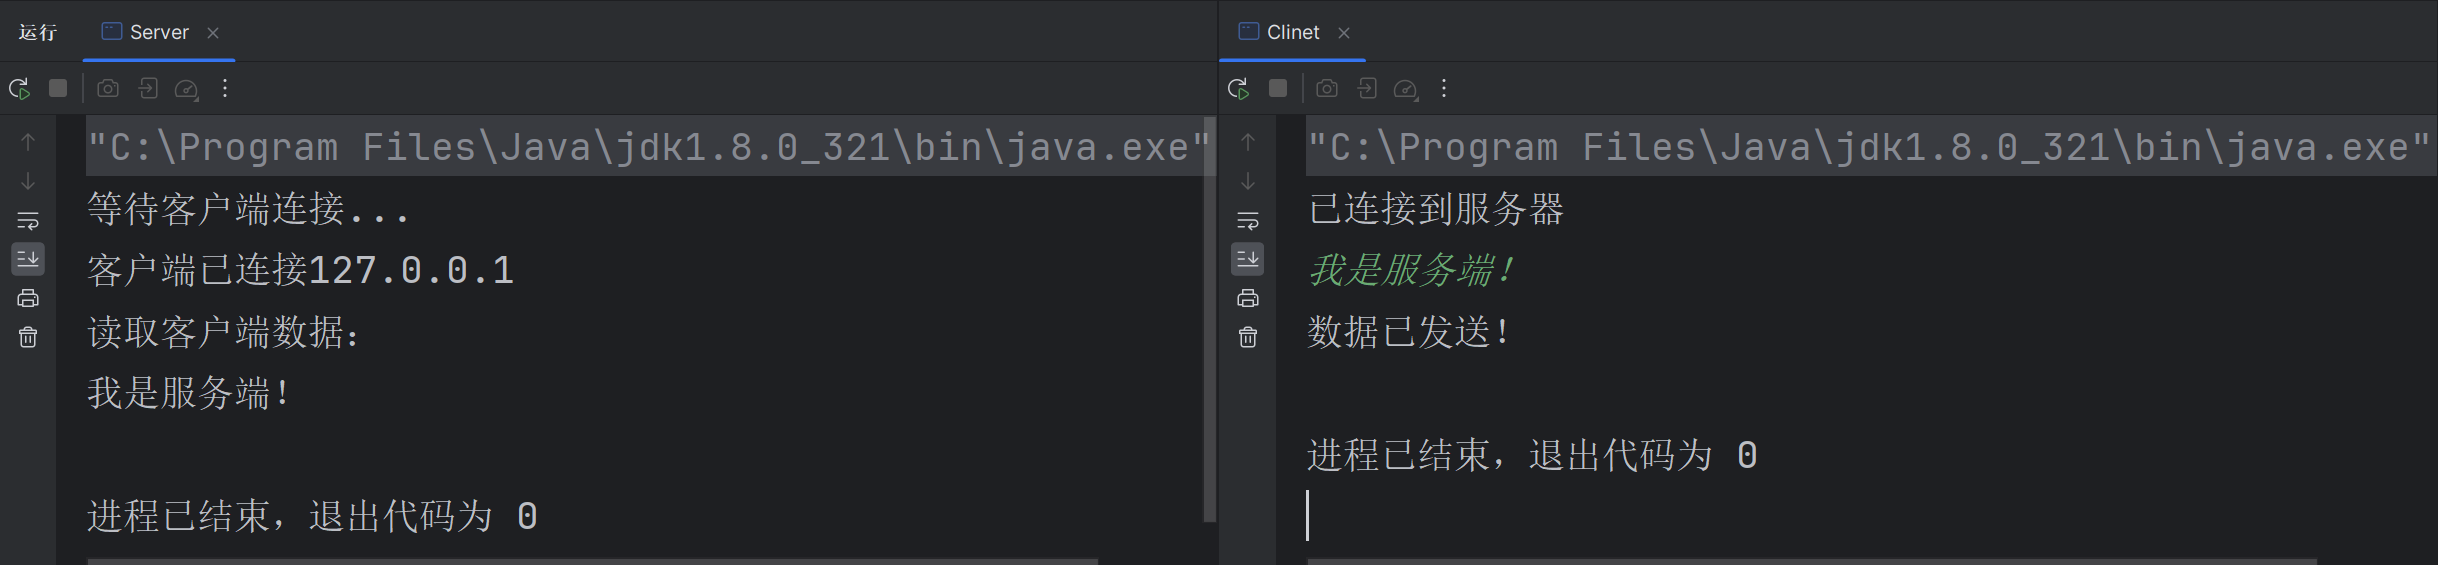 运行 Server
"C:\Program Files\Java\jdk1.8.0_321\bin\java.exe"
等待客户端连接...
客户端已连接127.0.0.1
读取客户端数据：
我是服务端！
进程已结束，退出代码为 0
Clinet
"C:\Program Files\Java\jdk1.8.0_321\bin\java.exe"
已连接到服务器
我是服务端！
数据已发送！
进程已结束，退出代码为 0